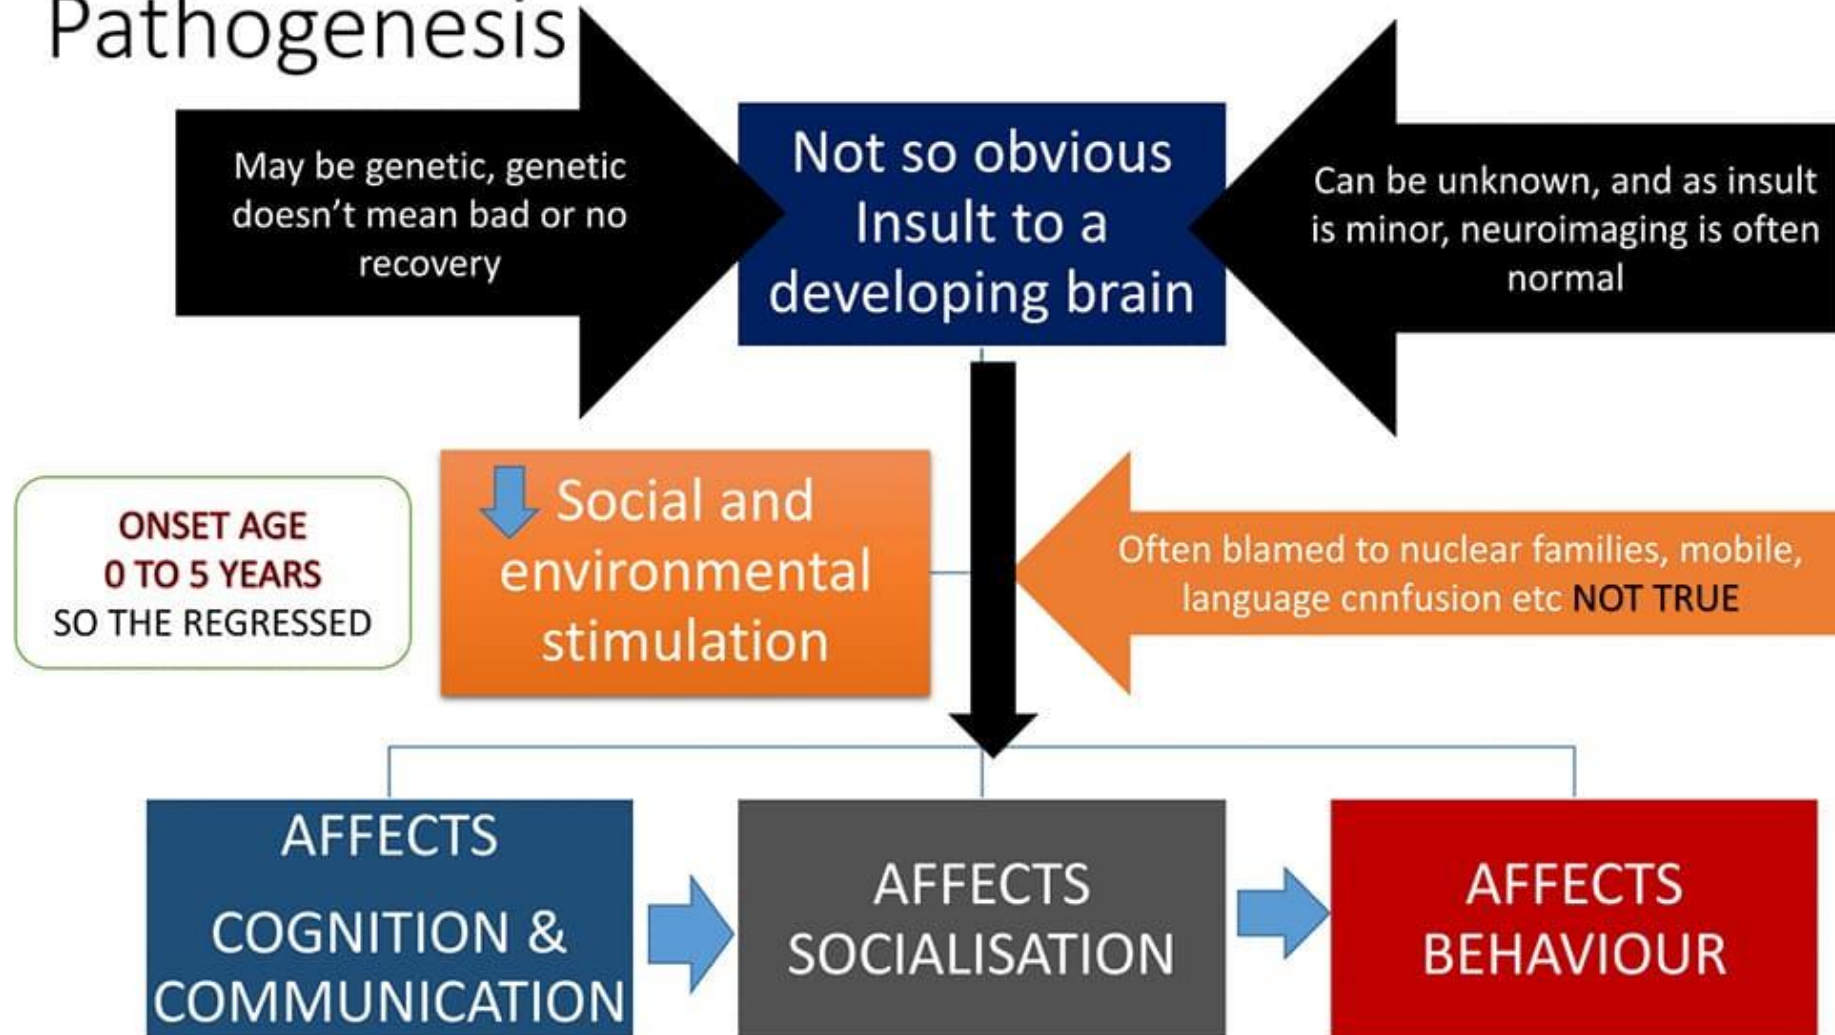 Pathogenesis
May be genetic, genetic
doesn't mean bad or no
recovery
Not so obvious
Insult to a
developing brain
Can be unknown, and as insult
is minor, neuroimaging is often
normal
ONSET AGE
0 TO 5 YEARS
SO THE REGRESSED
Social and
environmental
stimulation
Often blamed to nuclear families, mobile,
language cnnfusion etc NOT TRUE
AFFECTS
COGNITION &
COMMUNICATION
AFFECTS
SOCIALISATION
AFFECTS
BEHAVIOUR